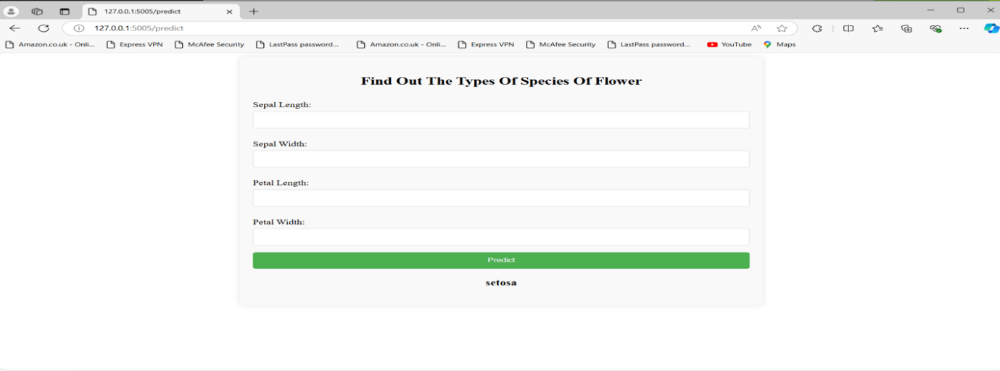 127.0.0.1:5005/predict
127.0.0.1:5005/predict
Amazon.co.uk - Onli... Express VPN McAfee Security LastPass password... Amazon.co.uk - Onli... Express VPN McAfee Security LastPass password... YouTube Maps
Find Out The Types Of Species Of Flower
Sepal Length:
Sepal Width:
Petal Length:
Petal Width:
Predict
setosa